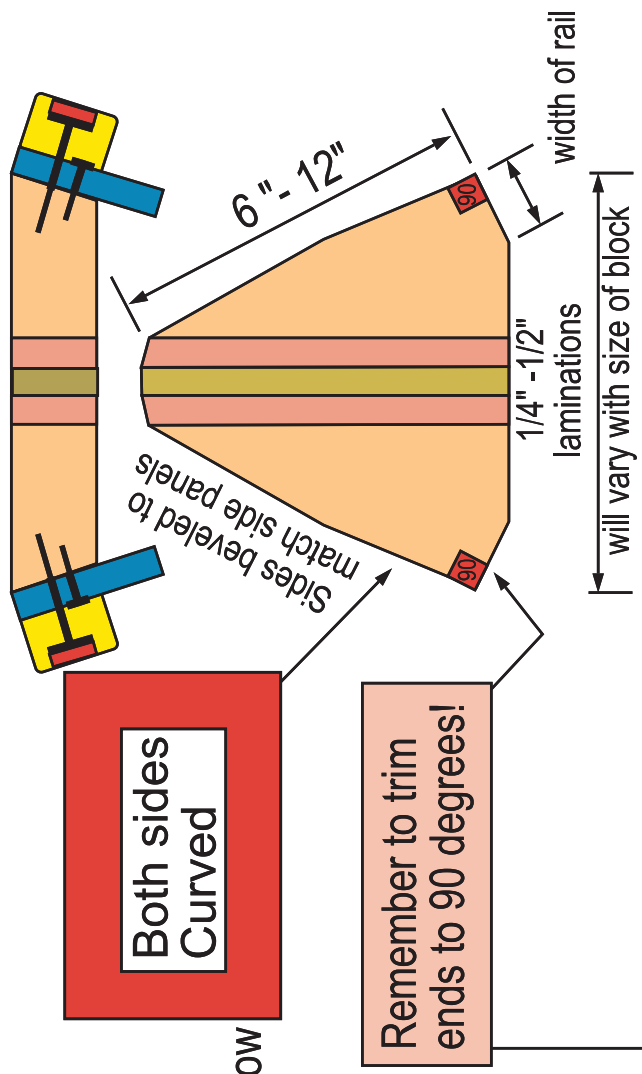 6 "- 12"
width of rail
Sides beveled to
match side panels
90
90
1/4" -1/2"
laminations
will vary with size of block
Both sides
Curved
Remember to trim
ends to 90 degrees!
ow